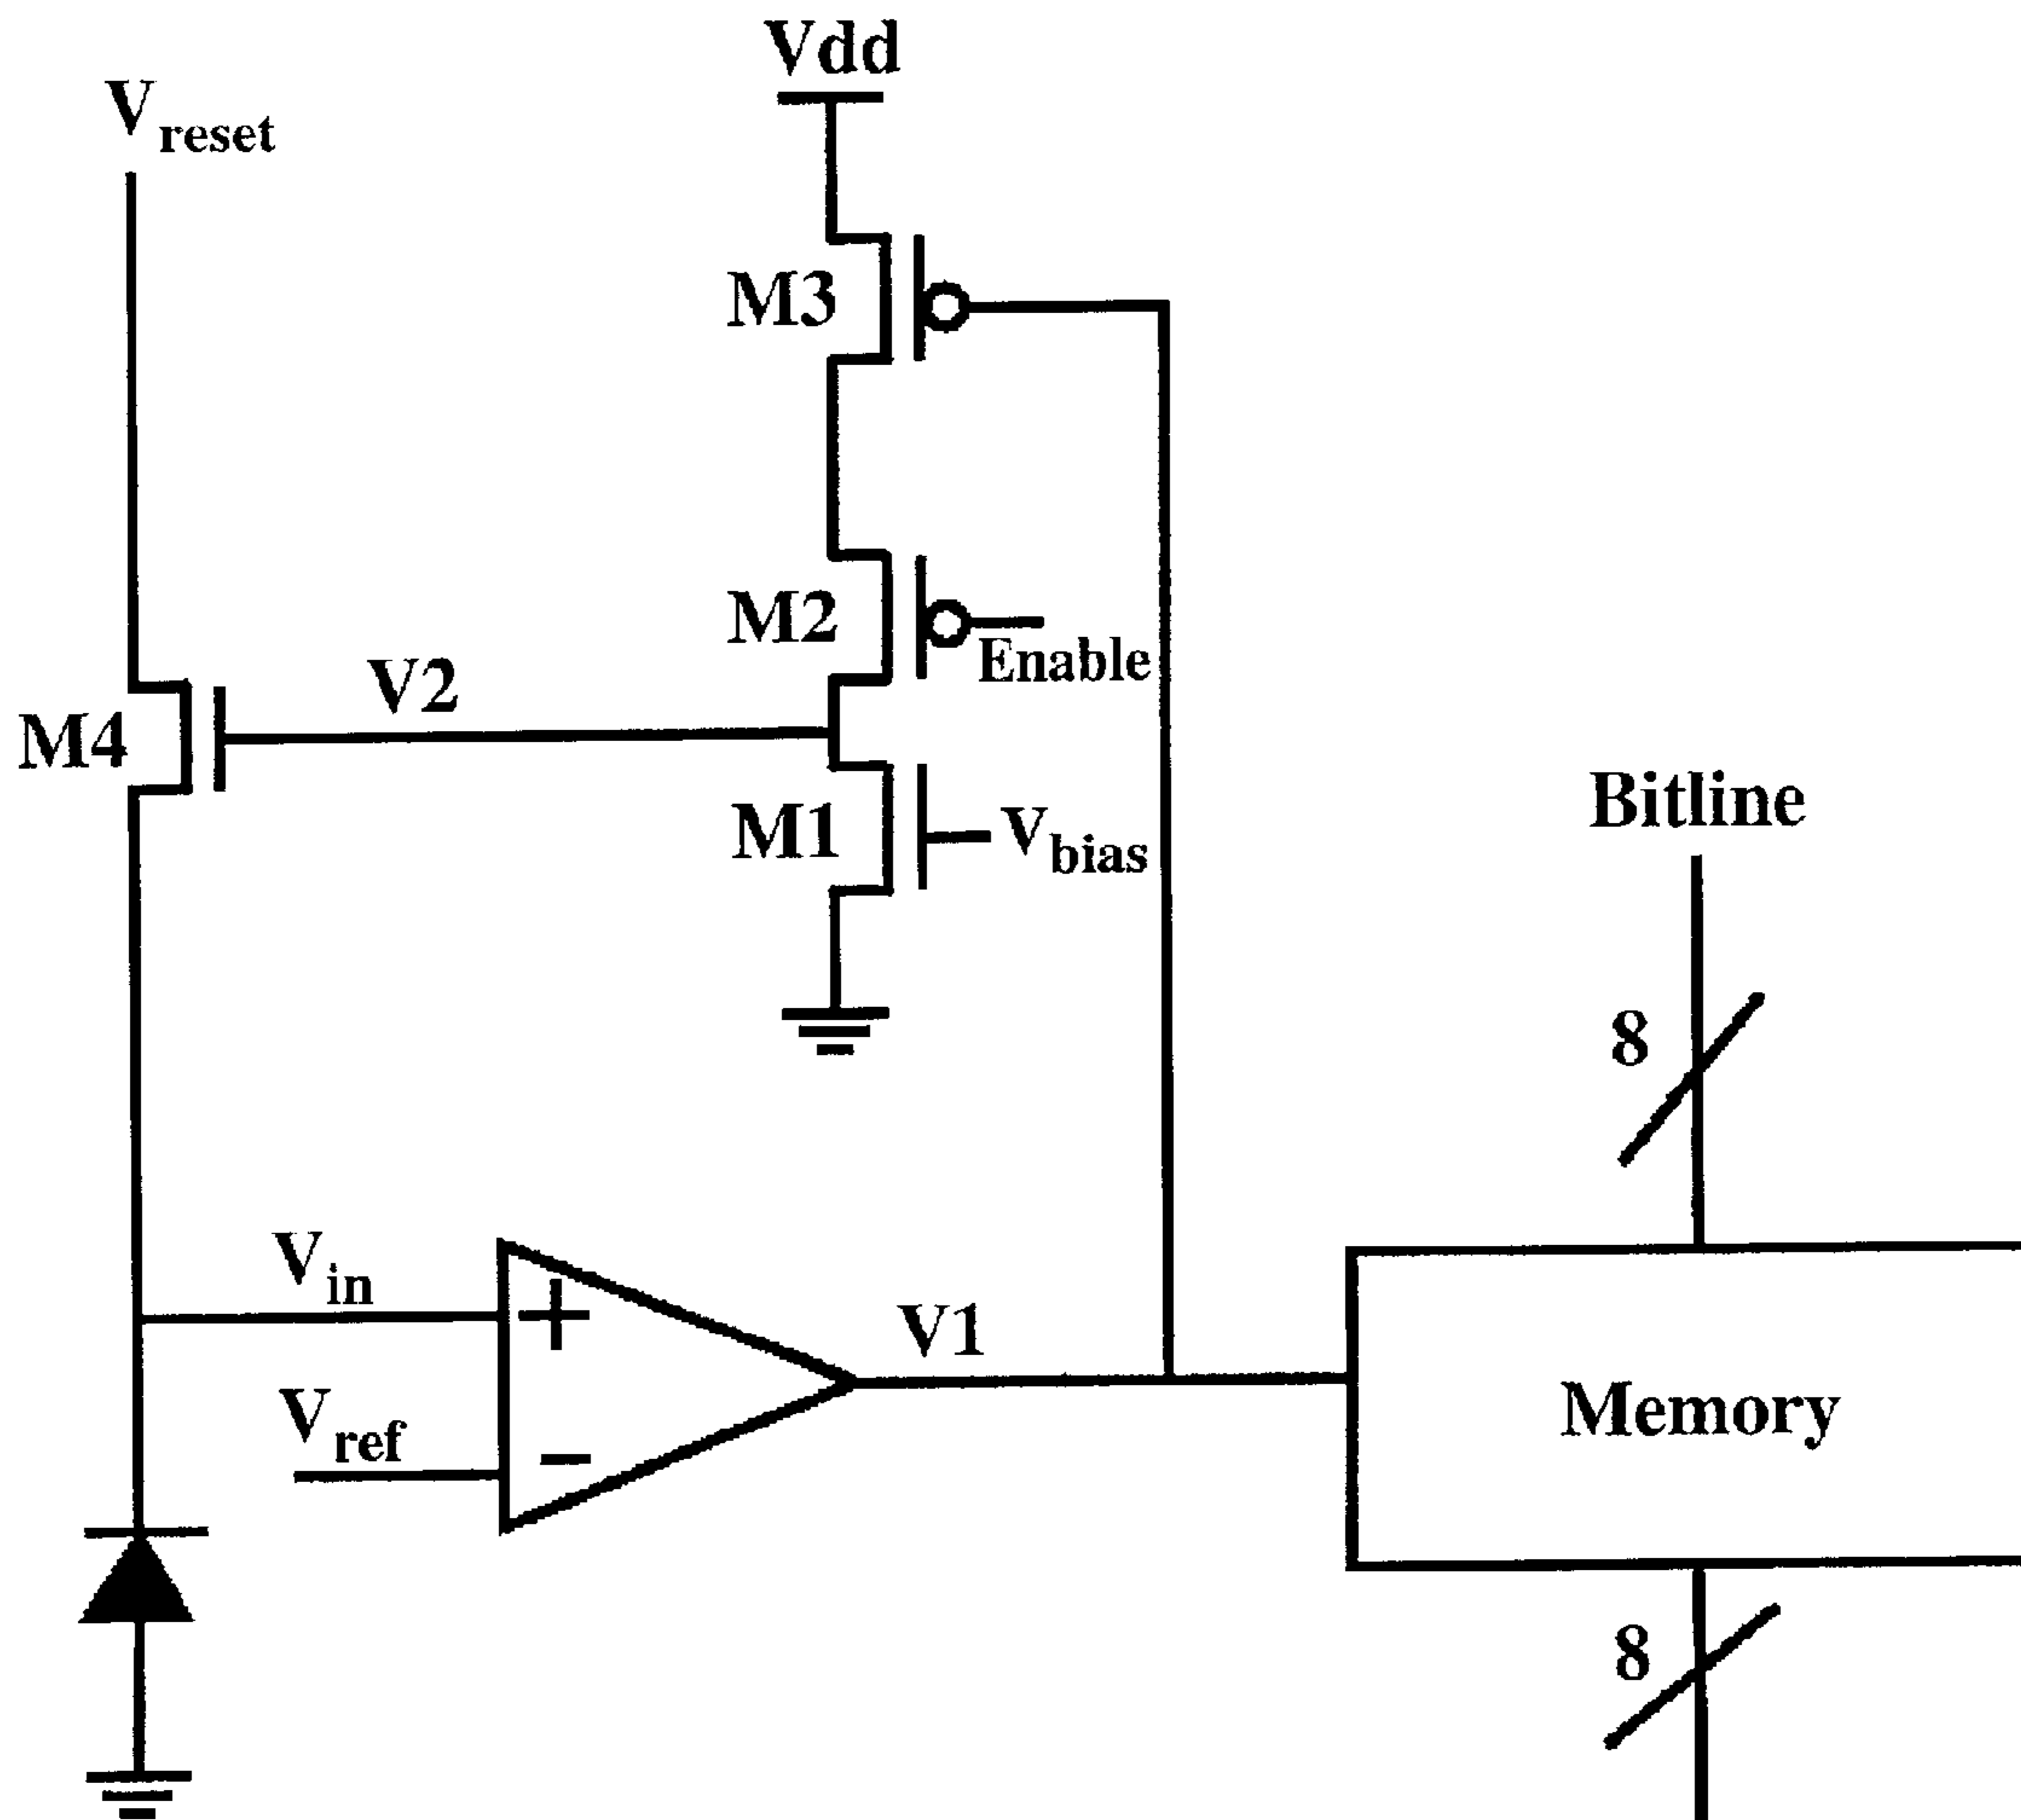 Vdd
Vreset
M3
M2
Enable
V2
M4
M1
Vbias
Bitline
8
Vin
+
V1
Vref
−
Memory
8